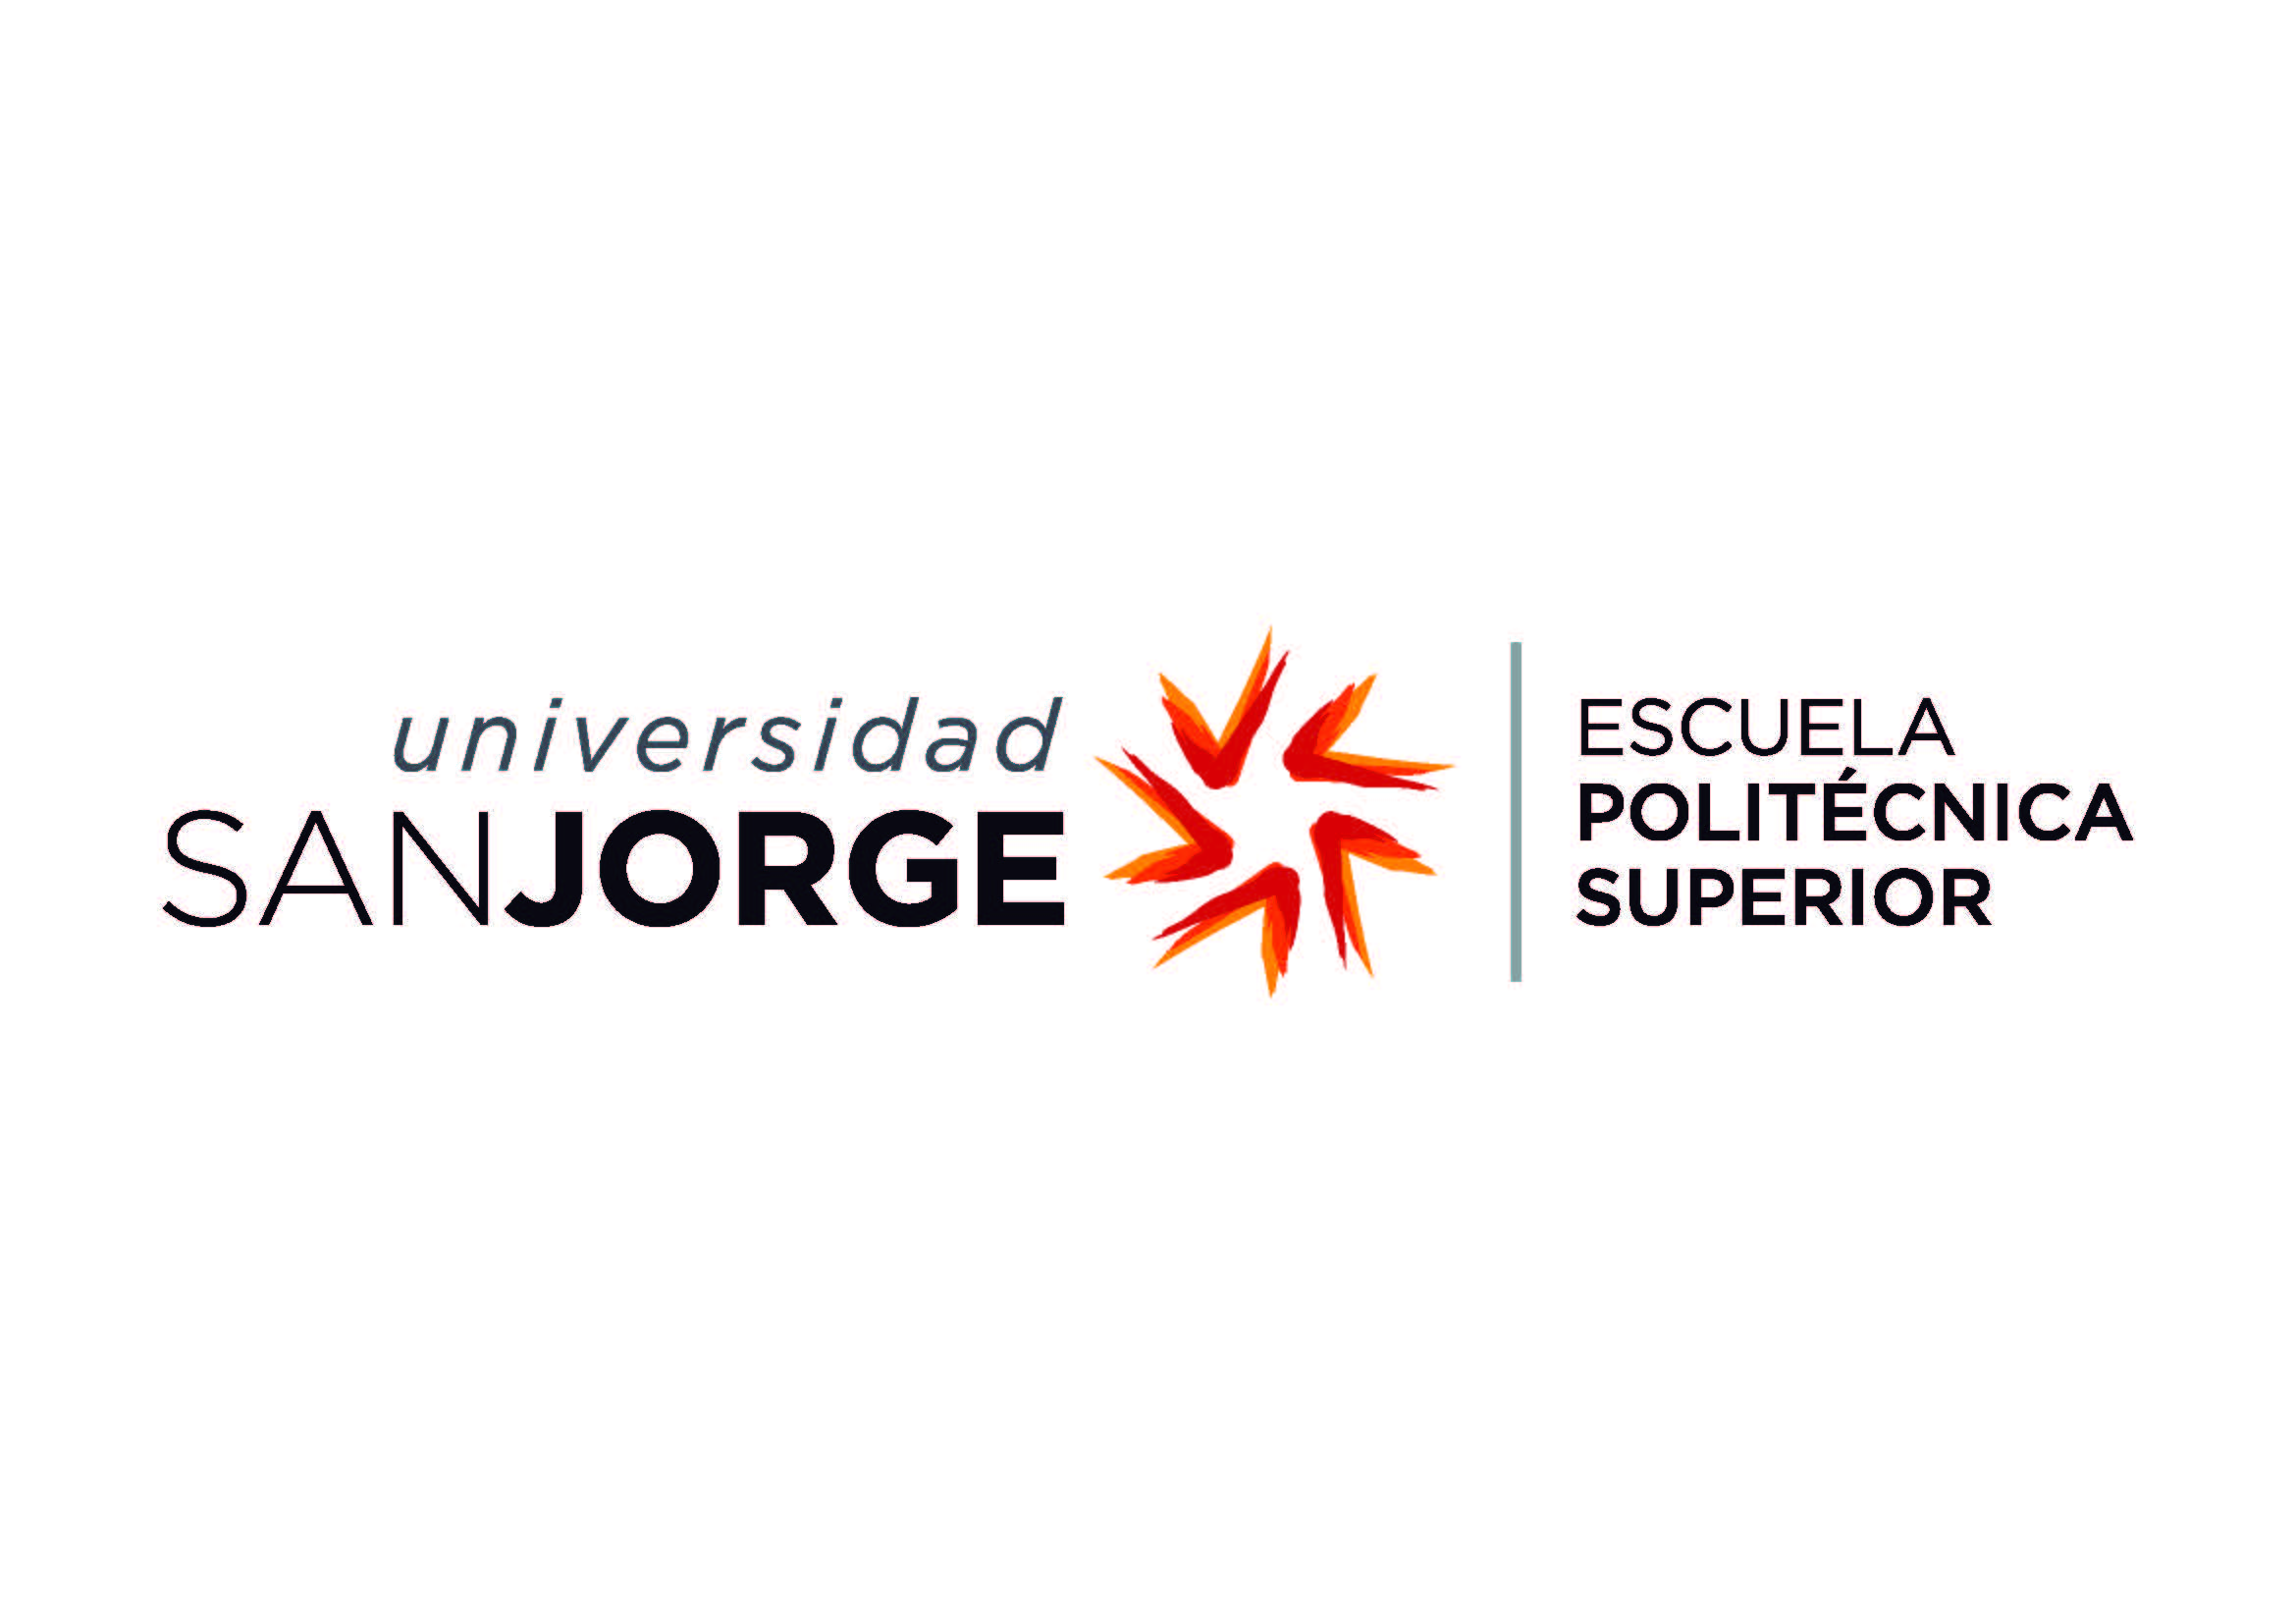 universidad
SANJORGE
ESCUELA
POLITÉCNICA
SUPERIOR